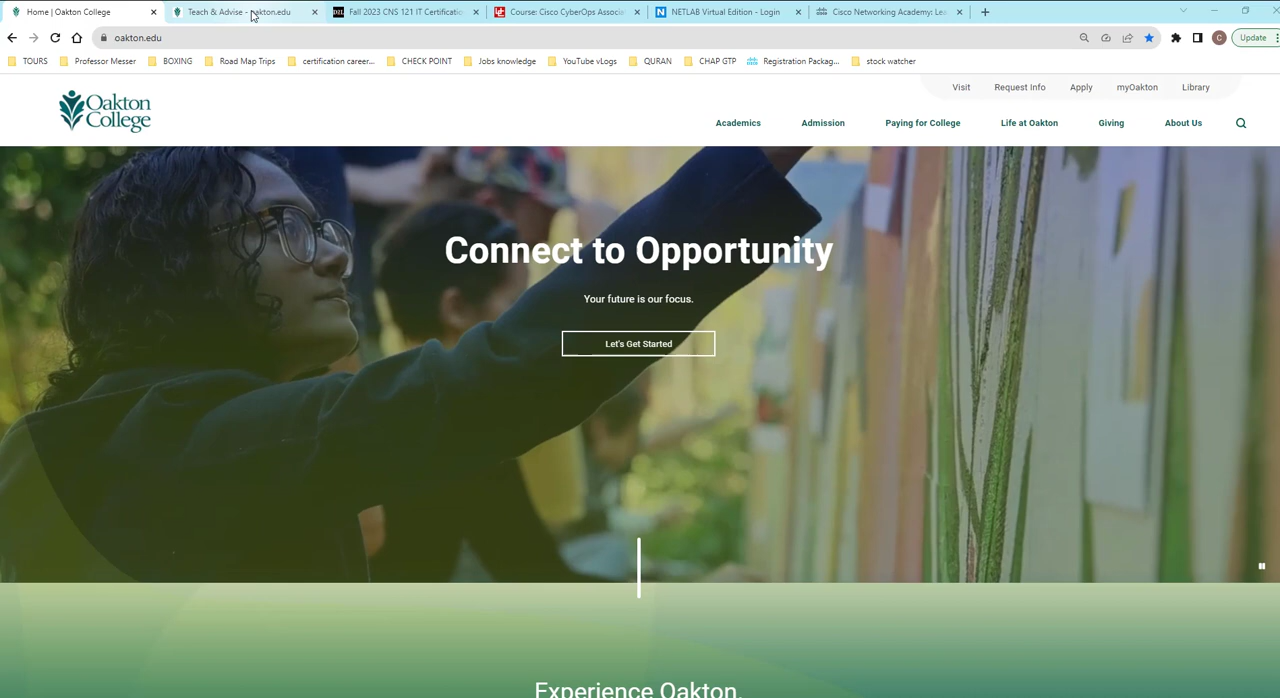 Home | Oakton College
Teach & Advise - oakton.edu
Fall 2023 CNS 121 IT Certificatio
Course: Cisco CyberOps Associa
NETLAB Virtual Edition - Login
Cisco Networking Academy: Lea
oakton.edu
C
Update
TOURS
Professor Messer
BOXING
Road Map Trips
certification career...
CHECK POINT
Jobs knowledge
YouTube vLogs
QURAN
CHAP GTP
Registration Packag...
stock watcher
Visit
Request Info
Apply
myOakton
Library
Oakton
College
Academics
Admission
Paying for College
Life at Oakton
Giving
About Us
Connect to Opportunity
Your future is our focus.
Let's Get Started
Experience Oakton.